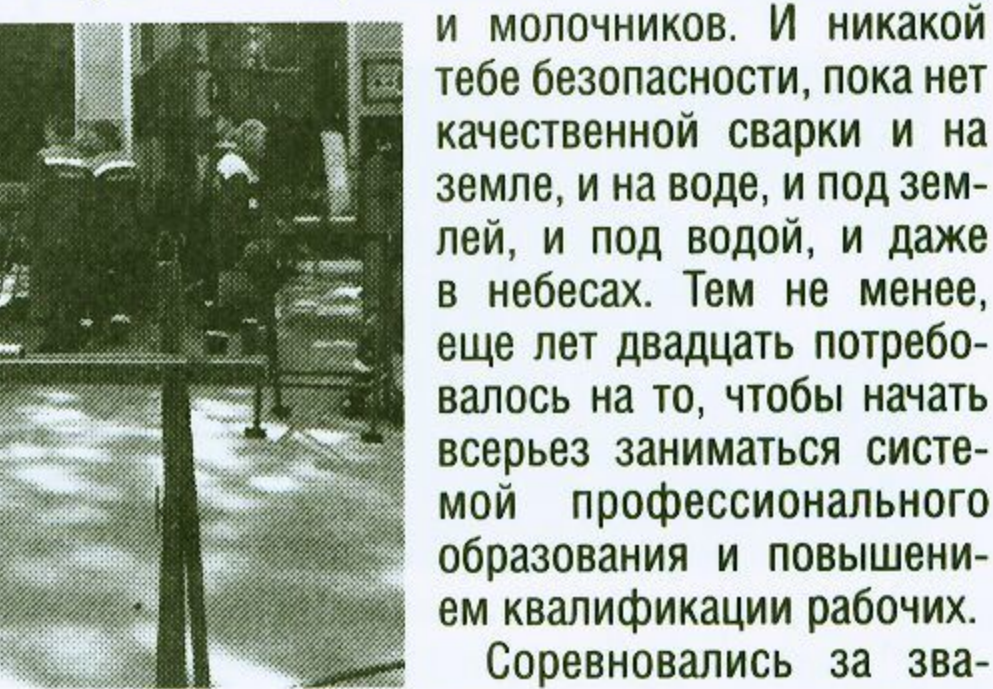 и молочников. И никакой
тебе безопасности, пока нет
качественной сварки и на
земле, и на воде, и под зем-
лей, и под водой, и даже
в небесах. Тем не менее,
еще лет двадцать потребо-
валось на то, чтобы начать
всерьез заниматься систе-
мой профессионального
образования и повышени-
ем квалификации рабочих.
Соревновались за зва-